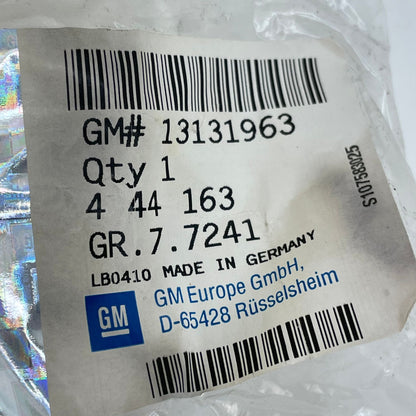 GM# 13131963
Qty 1
4 44 163
GR.7.7241
LB0410 MADE IN GERMANY
GM
GM Europe GmbH,
D-65428 Rüsselsheim
S107583025